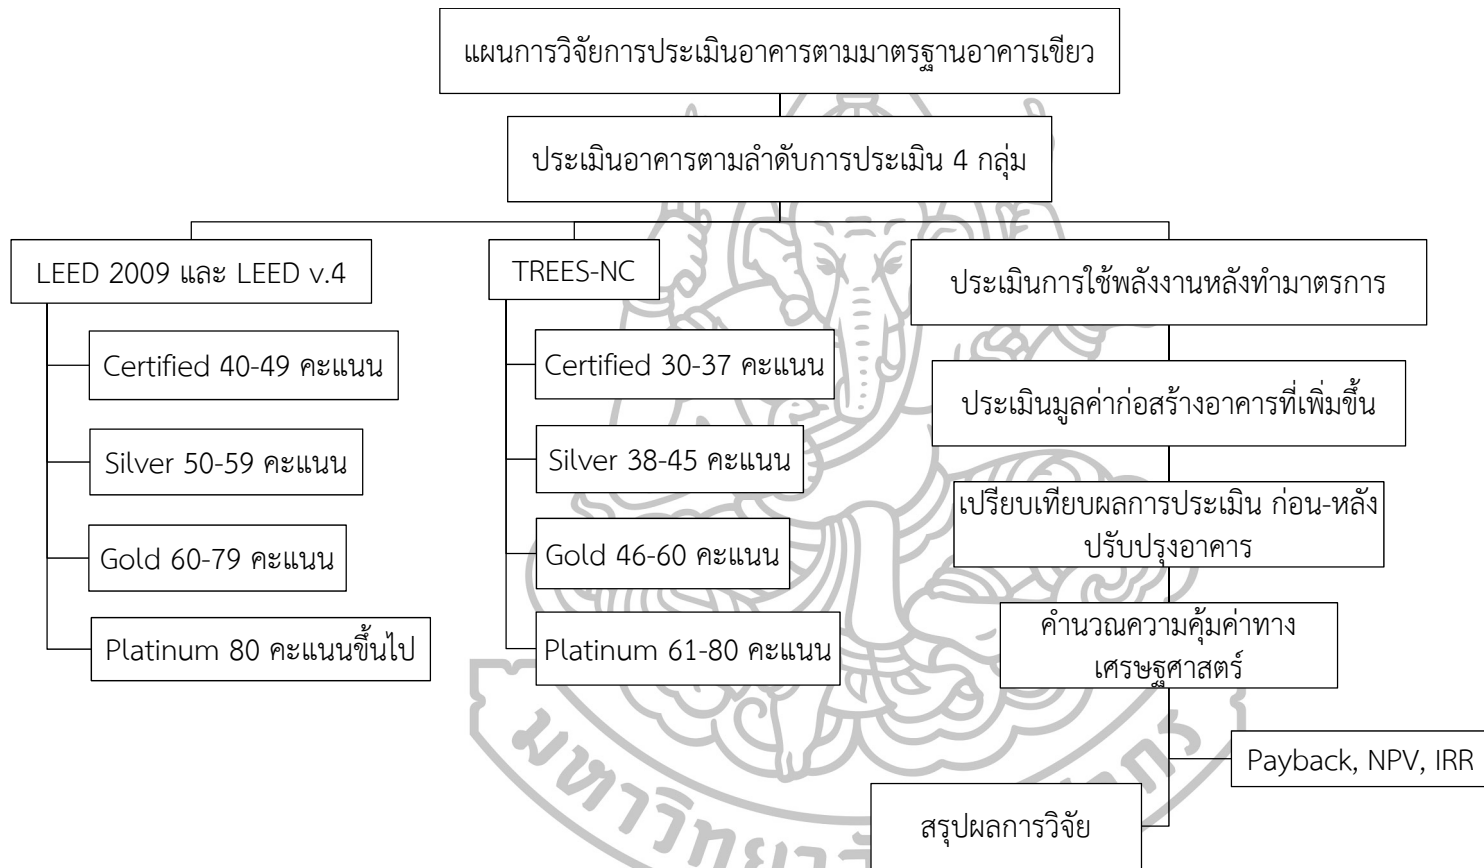 แผนการวิจัยการประเมินอาคารตามมาตรฐานอาคารเขียว
ประเมินอาคารตามลำดับการประเมิน 4 กลุ่ม
LEED 2009 และ LEED v.4
Certified 40-49 คะแนน
Silver 50-59 คะแนน
Gold 60-79 คะแนน
Platinum 80 คะแนนขึ้นไป
TREES-NC
Certified 30-37 คะแนน
Silver 38-45 คะแนน
Gold 46-60 คะแนน
Platinum 61-80 คะแนน
ประเมินการใช้พลังงานหลังทำมาตรการ
ประเมินมูลค่าก่อสร้างอาคารที่เพิ่มขึ้น
เปรียบเทียบผลการประเมิน ก่อน-หลัง
ปรับปรุงอาคาร
คำนวณความคุ้มค่าทาง
เศรษฐศาสตร์
Payback, NPV, IRR
สรุปผลการวิจัย